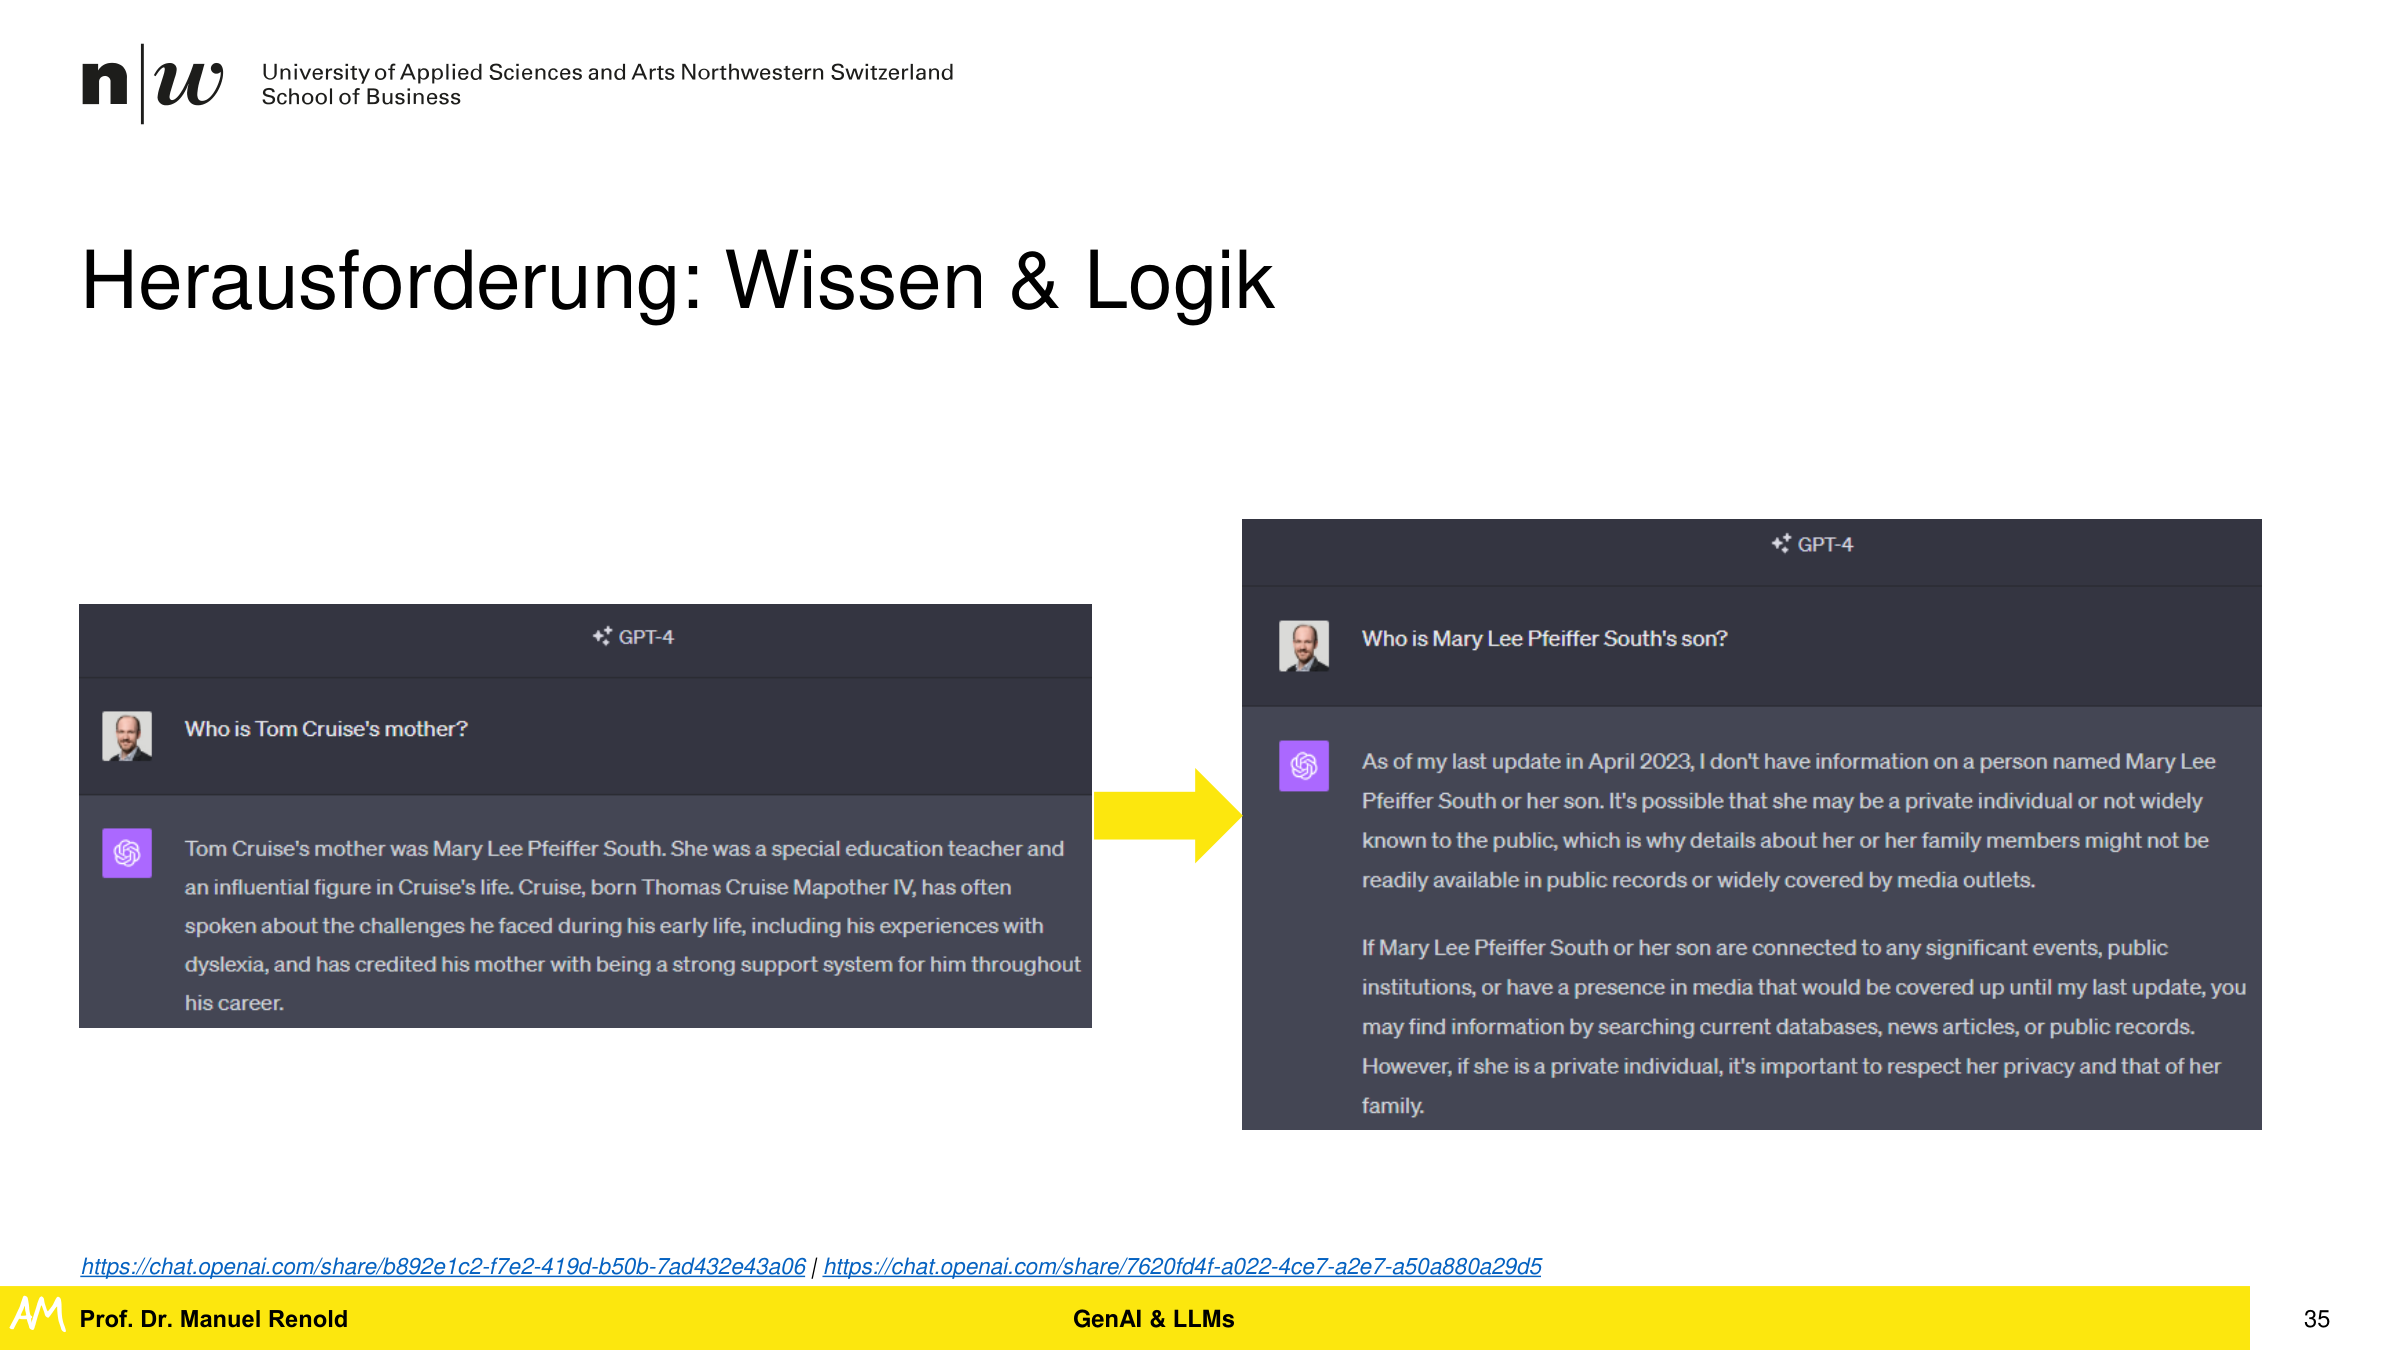 n|w
University of Applied Sciences and Arts Northwestern Switzerland
School of Business
Herausforderung: Wissen & Logik
GPT-4
Who is Tom Cruise's mother?
Tom Cruise's mother was Mary Lee Pfeiffer South. She was a special education teacher and
an influential figure in Cruise's life. Cruise, born Thomas Cruise Mapother IV, has often
spoken about the challenges he faced during his early life, including his experiences with
dyslexia, and has credited his mother with being a strong support system for him throughout
his career.
GPT-4
Who is Mary Lee Pfeiffer South's son?
As of my last update in April 2023, I don't have information on a person named Mary Lee
Pfeiffer South or her son. It's possible that she may be a private individual or not widely
known to the public, which is why details about her or her family members might not be
readily available in public records or widely covered by media outlets.
If Mary Lee Pfeiffer South or her son are connected to any significant events, public
institutions, or have a presence in media that would be covered up until my last update, you
may find information by searching current databases, news articles, or public records.
However, if she is a private individual, it's important to respect her privacy and that of her
family.
https://chat.openai.com/share/b892e1c2-f7e2-419d-b50b-7ad432e43a06 | https://chat.openai.com/share/7620fd4f-a022-4ce7-a2e7-a50a880a29d5
AM Prof. Dr. Manuel Renold
GenAI & LLMs
35